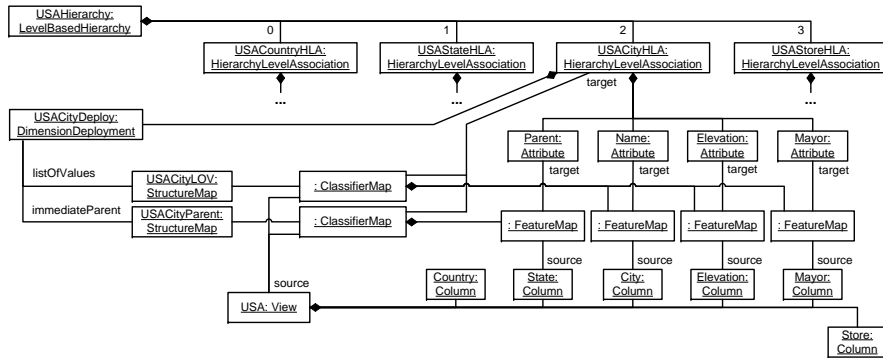 USAHierarchy:
LevelBasedHierarchy
0
1
2
3
USACountryHLA:
HierarchyLevelAssociation
USAStateHLA:
HierarchyLevelAssociation
USACityHLA:
HierarchyLevelAssociation
USAStoreHLA:
HierarchyLevelAssociation
target
...
...
...
USACityDeploy:
DimensionDeployment
Parent:
Attribute
Name:
Attribute
Elevation:
Attribute
Mayor:
Attribute
target
target
target
target
listOfValues
USACityLOV:
StructureMap
: ClassifierMap
immediateParent
USACityParent:
StructureMap
: ClassifierMap
: FeatureMap
: FeatureMap
: FeatureMap
: FeatureMap
source
source
source
source
source
Country:
Column
State:
Column
City:
Column
Elevation:
Column
Mayor:
Column
USA: View
Store:
Column